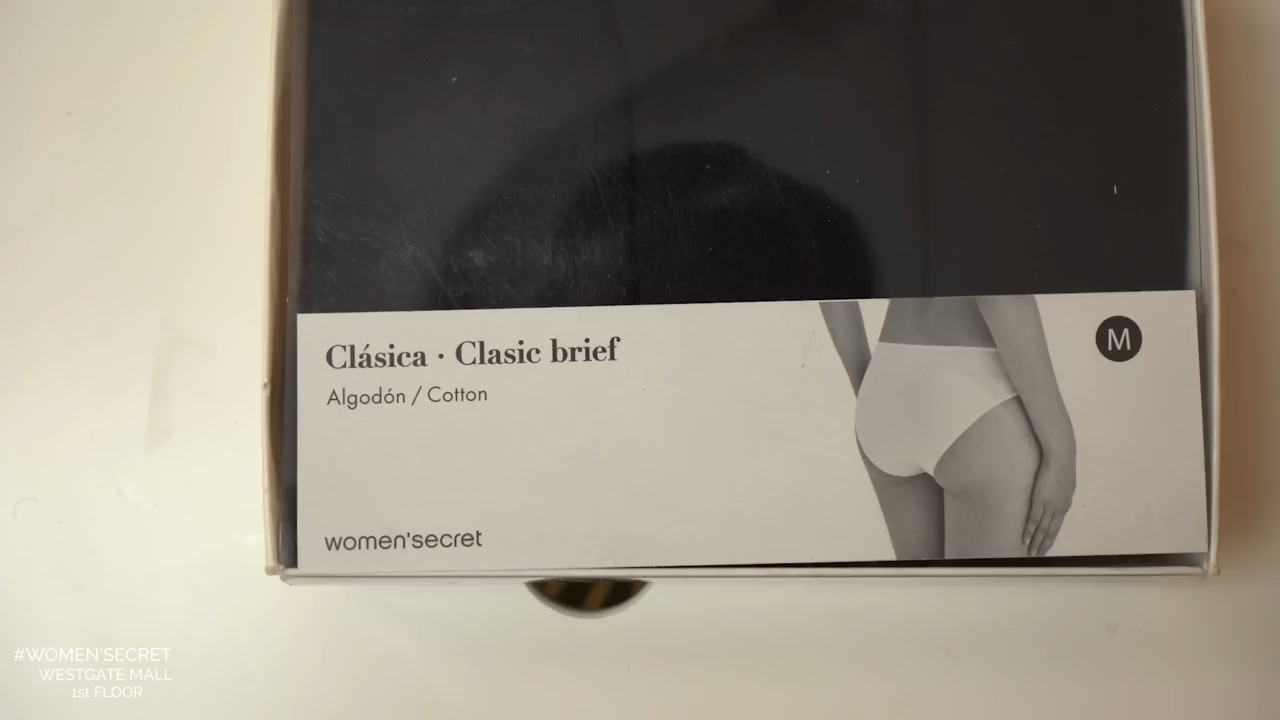 Clásica · Clasic brief
M
Algodón / Cotton
women'secret
#WOMEN'SECRET
WESTGATE MALL
1st FLOOR